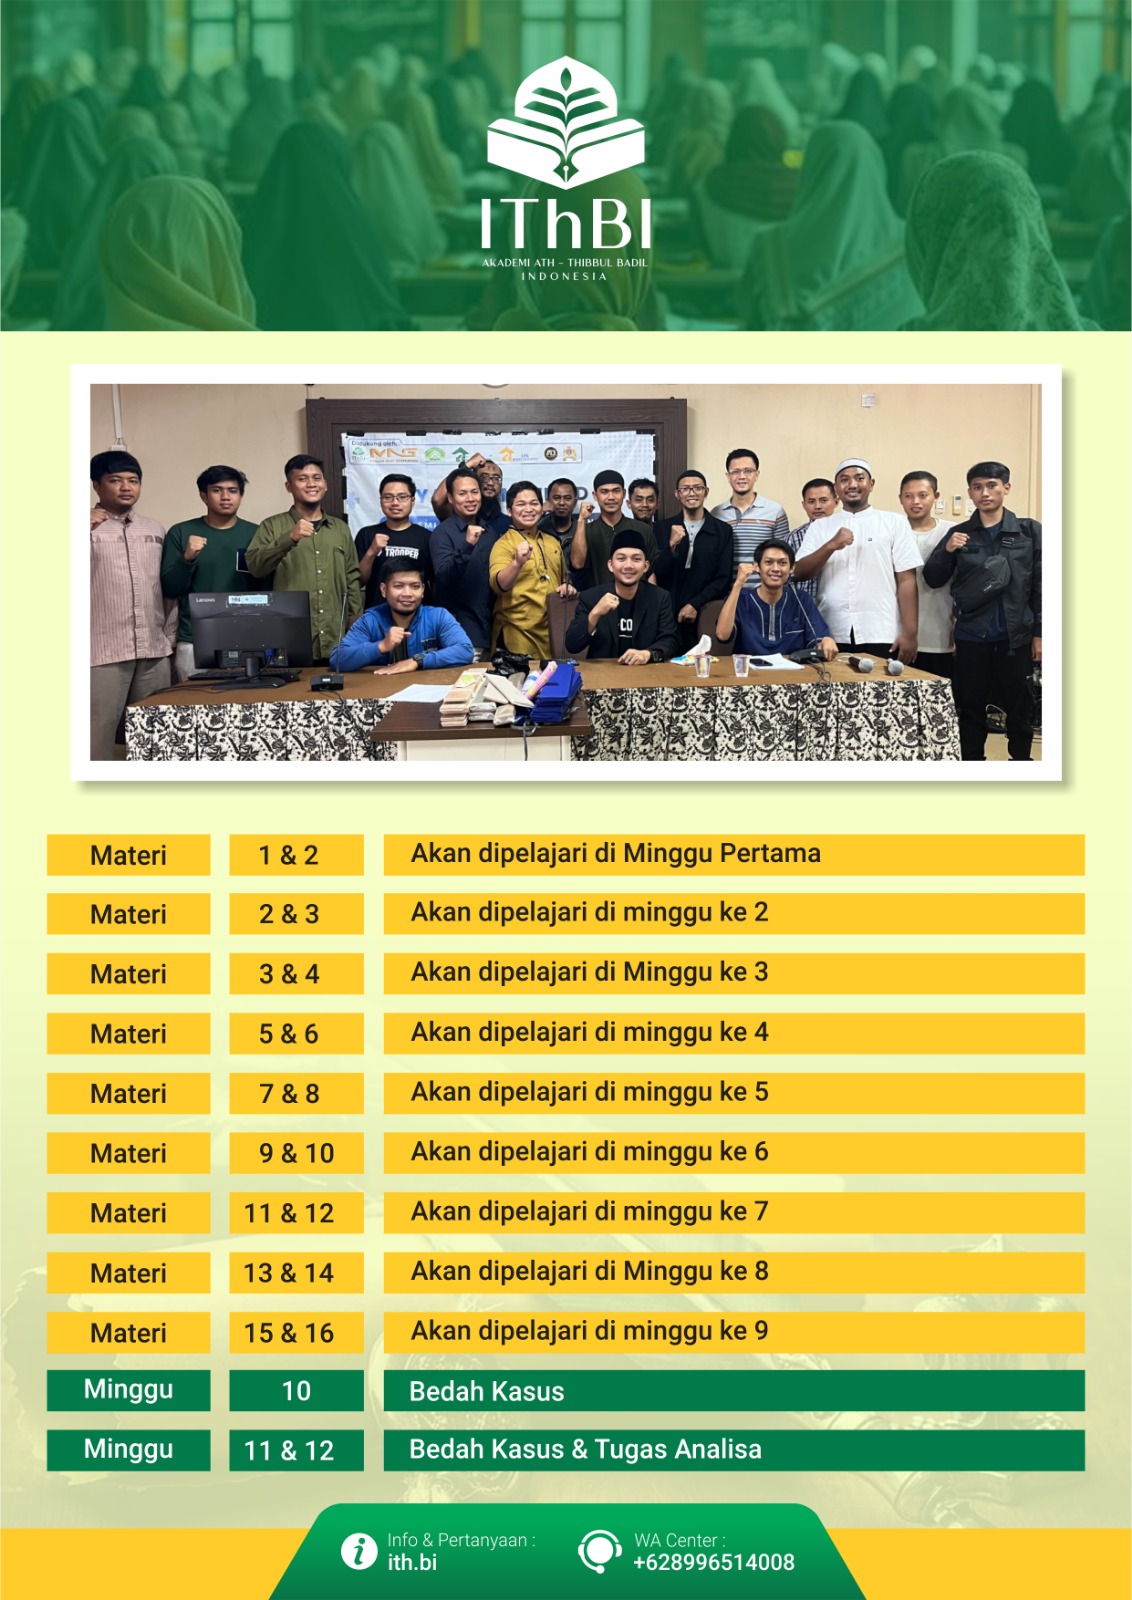 IThBI
AKADEMI ATH - THIBBUL BADIL
INDONESIA
Didukung oleh:
MNG
Lenovo
TROOPER
Materi 1 & 2 Akan dipelajari di Minggu Pertama
Materi 2 & 3 Akan dipelajari di minggu ke 2
Materi 3 & 4 Akan dipelajari di Minggu ke 3
Materi 5 & 6 Akan dipelajari di minggu ke 4
Materi 7 & 8 Akan dipelajari di minggu ke 5
Materi 9 & 10 Akan dipelajari di minggu ke 6
Materi 11 & 12 Akan dipelajari di minggu ke 7
Materi 13 & 14 Akan dipelajari di Minggu ke 8
Materi 15 & 16 Akan dipelajari di minggu ke 9
Minggu 10 Bedah Kasus
Minggu 11 & 12 Bedah Kasus & Tugas Analisa
Info & Pertanyaan :
ith.bi
WA Center :
+628996514008